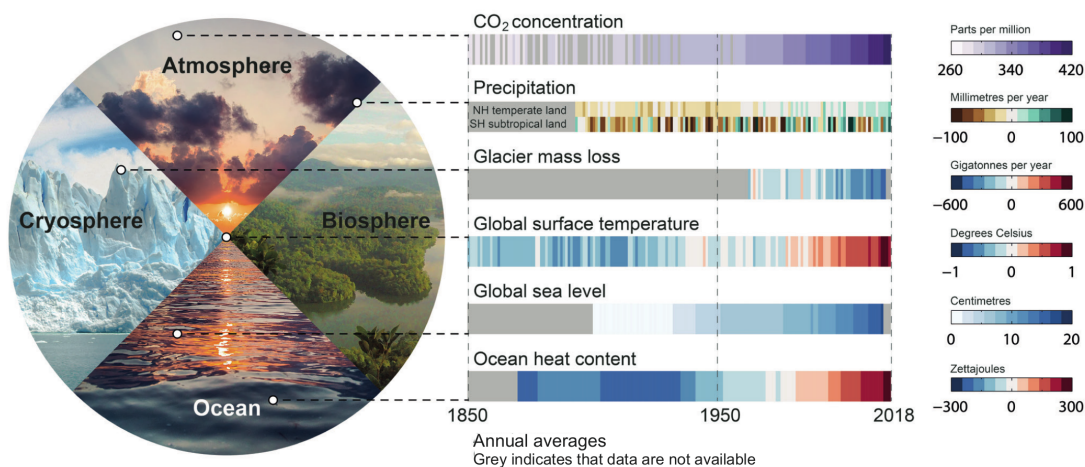 Atmosphere
Cryosphere
Biosphere
Ocean
CO₂ concentration
Precipitation
NH temperate land
SH subtropical land
Glacier mass loss
Global surface temperature
Global sea level
Ocean heat content
1850
1950
2018
Annual averages
Grey indicates that data are not available
Parts per million
260
340
420
Millimetres per year
−100
0
100
Gigatonnes per year
−600
0
600
Degrees Celsius
−1
0
1
Centimetres
0
10
20
Zettajoules
−300
0
300